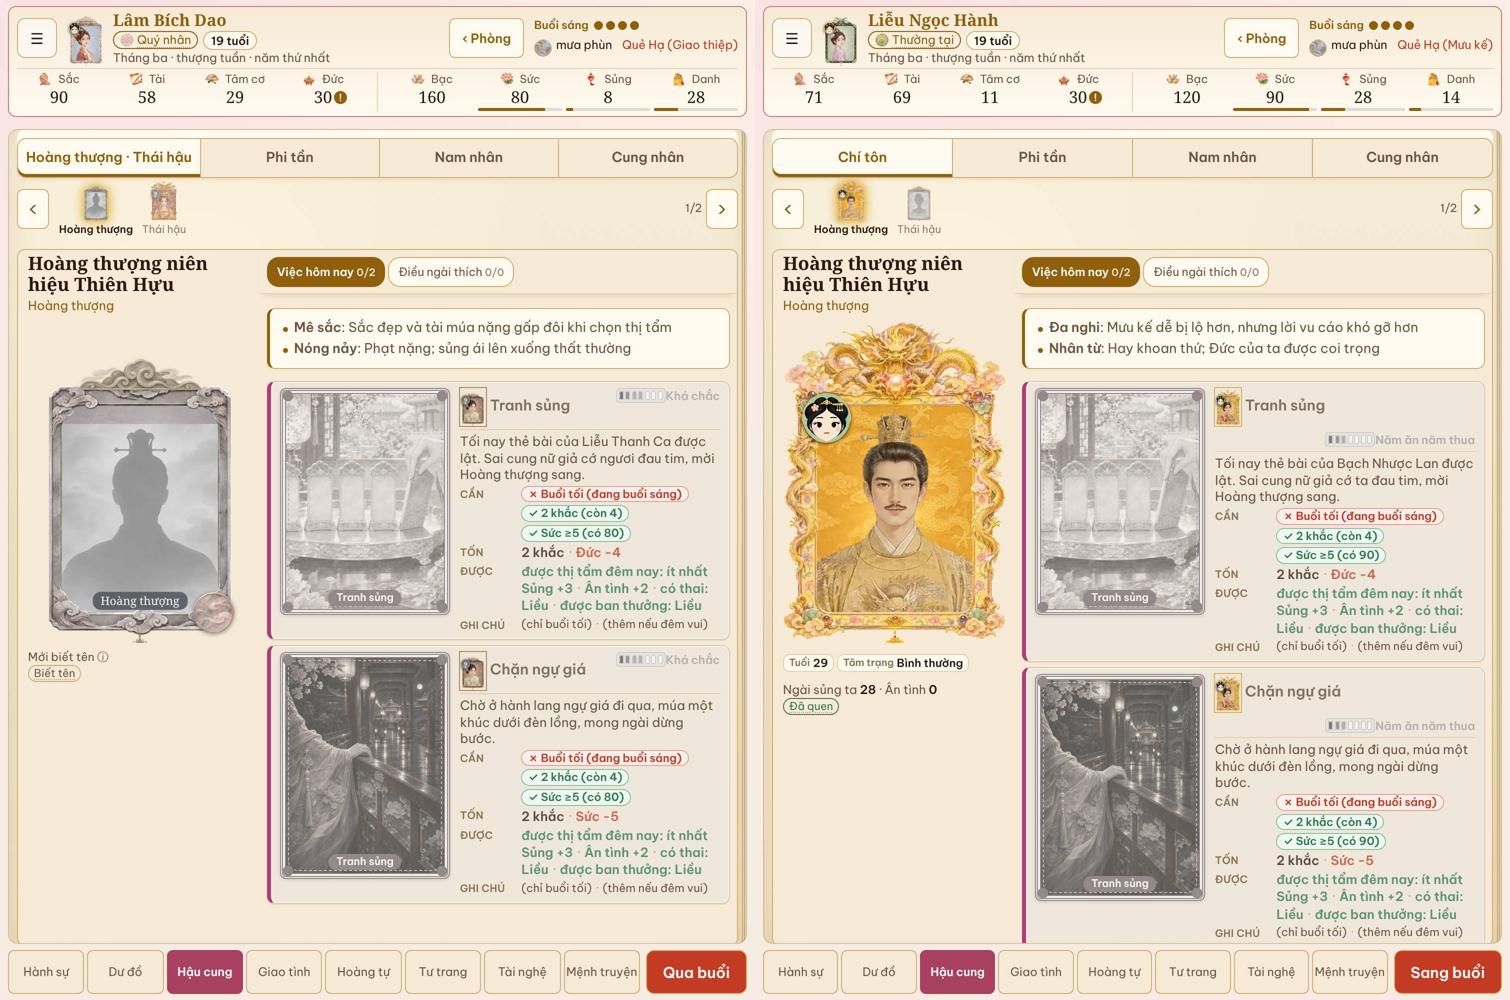 Lâm Bích Dao
Quý nhân
19 tuổi
Tháng ba · thượng tuần · năm thứ nhất
‹ Phòng
Buổi sáng
mưa phùn
Quẻ Hạ (Giao thiệp)
Sắc
Tài
Tâm cơ
Đức
Bạc
Sức
Sủng
Danh
90
58
29
30
160
80
8
28
Hoàng thượng · Thái hậu
Phi tần
Nam nhân
Cung nhân
Hoàng thượng
Thái hậu
1/2
Hoàng thượng niên
hiệu Thiên Hựu
Hoàng thượng
Hoàng thượng
Mới biết tên ⓘ
Biết tên
Việc hôm nay 0/2
Điều ngài thích 0/0
• Mê sắc: Sắc đẹp và tài múa nặng gấp đôi khi chọn thị tẩm
• Nóng nảy: Phạt nặng; sủng ái lên xuống thất thường
Tranh sủng
Tranh sủng
Khá chắc
Tối nay thẻ bài của Liễu Thanh Ca được
lật. Sai cung nữ giả cớ ngươi đau tim, mời
Hoàng thượng sang.
CẦN
× Buổi tối (đang buổi sáng)
✓ 2 khắc (còn 4)
✓ Sức ≥5 (có 80)
TỐN
2 khắc · Đức -4
ĐƯỢC
được thị tẩm đêm nay: ít nhất
Sủng +3 · Ân tình +2 · có thai:
Liều · được ban thưởng: Liều
GHI CHÚ
(chỉ buổi tối) · (thêm nếu đêm vui)
Tranh sủng
Chặn ngự giá
Khá chắc
Chờ ở hành lang ngự giá đi qua, múa một
khúc dưới đèn lồng, mong ngài dừng
bước.
CẦN
× Buổi tối (đang buổi sáng)
✓ 2 khắc (còn 4)
✓ Sức ≥5 (có 80)
TỐN
2 khắc · Sức -5
ĐƯỢC
được thị tẩm đêm nay: ít nhất
Sủng +3 · Ân tình +2 · có thai:
Liều · được ban thưởng: Liều
GHI CHÚ
(chỉ buổi tối) · (thêm nếu đêm vui)
Hành sự
Dư đồ
Hậu cung
Giao tình
Hoàng tự
Tư trang
Tài nghệ
Mệnh truyện
Qua buổi
Liễu Ngọc Hành
Thường tại
19 tuổi
Tháng ba · thượng tuần · năm thứ nhất
‹ Phòng
Buổi sáng
mưa phùn
Quẻ Hạ (Mưu kế)
Sắc
Tài
Tâm cơ
Đức
Bạc
Sức
Sủng
Danh
71
69
11
30
120
90
28
14
Chí tôn
Phi tần
Nam nhân
Cung nhân
Hoàng thượng
Thái hậu
1/2
Hoàng thượng niên
hiệu Thiên Hựu
Hoàng thượng
Tuổi 29
Tâm trạng Bình thường
Ngài sủng ta 28 · Ân tình 0
Đã quen
Việc hôm nay 0/2
Điều ngài thích 0/0
• Đa nghi: Mưu kế dễ bị lộ hơn, nhưng lời vu cáo khó gỡ hơn
• Nhân từ: Hay khoan thứ; Đức của ta được coi trọng
Tranh sủng
Tranh sủng
Năm ăn năm thua
Tối nay thẻ bài của Bạch Nhược Lan được
lật. Sai cung nữ giả cớ ta đau tim, mời
Hoàng thượng sang.
CẦN
× Buổi tối (đang buổi sáng)
✓ 2 khắc (còn 4)
✓ Sức ≥5 (có 90)
TỐN
2 khắc · Đức -4
ĐƯỢC
được thị tẩm đêm nay: ít nhất
Sủng +3 · Ân tình +2 · có thai:
Liều · được ban thưởng: Liều
GHI CHÚ
(chỉ buổi tối) · (thêm nếu đêm vui)
Tranh sủng
Chặn ngự giá
Năm ăn năm thua
Chờ ở hành lang ngự giá đi qua, múa một
khúc dưới đèn lồng, mong ngài dừng
bước.
CẦN
× Buổi tối (đang buổi sáng)
✓ 2 khắc (còn 4)
✓ Sức ≥5 (có 90)
TỐN
2 khắc · Sức -5
ĐƯỢC
được thị tẩm đêm nay: ít nhất
Sủng +3 · Ân tình +2 · có thai:
Liều · được ban thưởng: Liều
GHI CHÚ
(chỉ buổi tối) · (thêm nếu đêm vui)
Hành sự
Dư đồ
Hậu cung
Giao tình
Hoàng tự
Tư trang
Tài nghệ
Mệnh truyện
Sang buổi